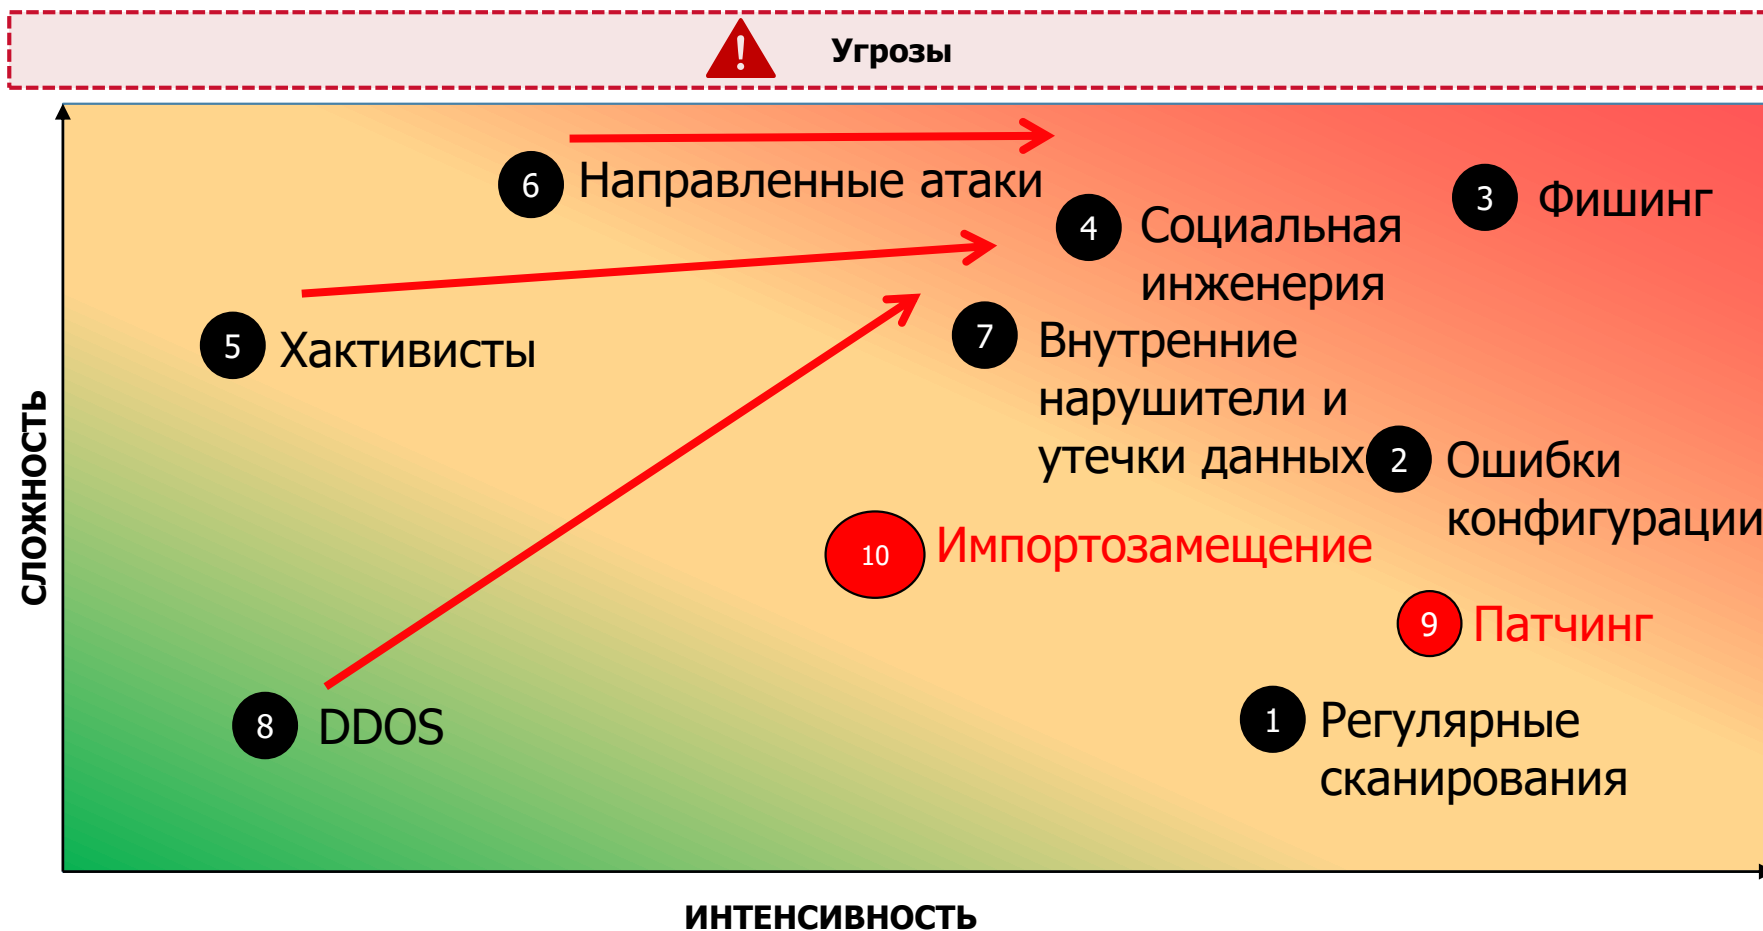 Угрозы
6 Направленные атаки
3 Фишинг
4 Социальная
инженерия
5 Хактивисты
7 Внутренние
нарушители и
утечки данных
2 Ошибки
конфигурации
10 Импортозамещение
9 Патчинг
8 DDOS
1 Регулярные
сканирования
СЛОЖНОСТЬ
ИНТЕНСИВНОСТЬ